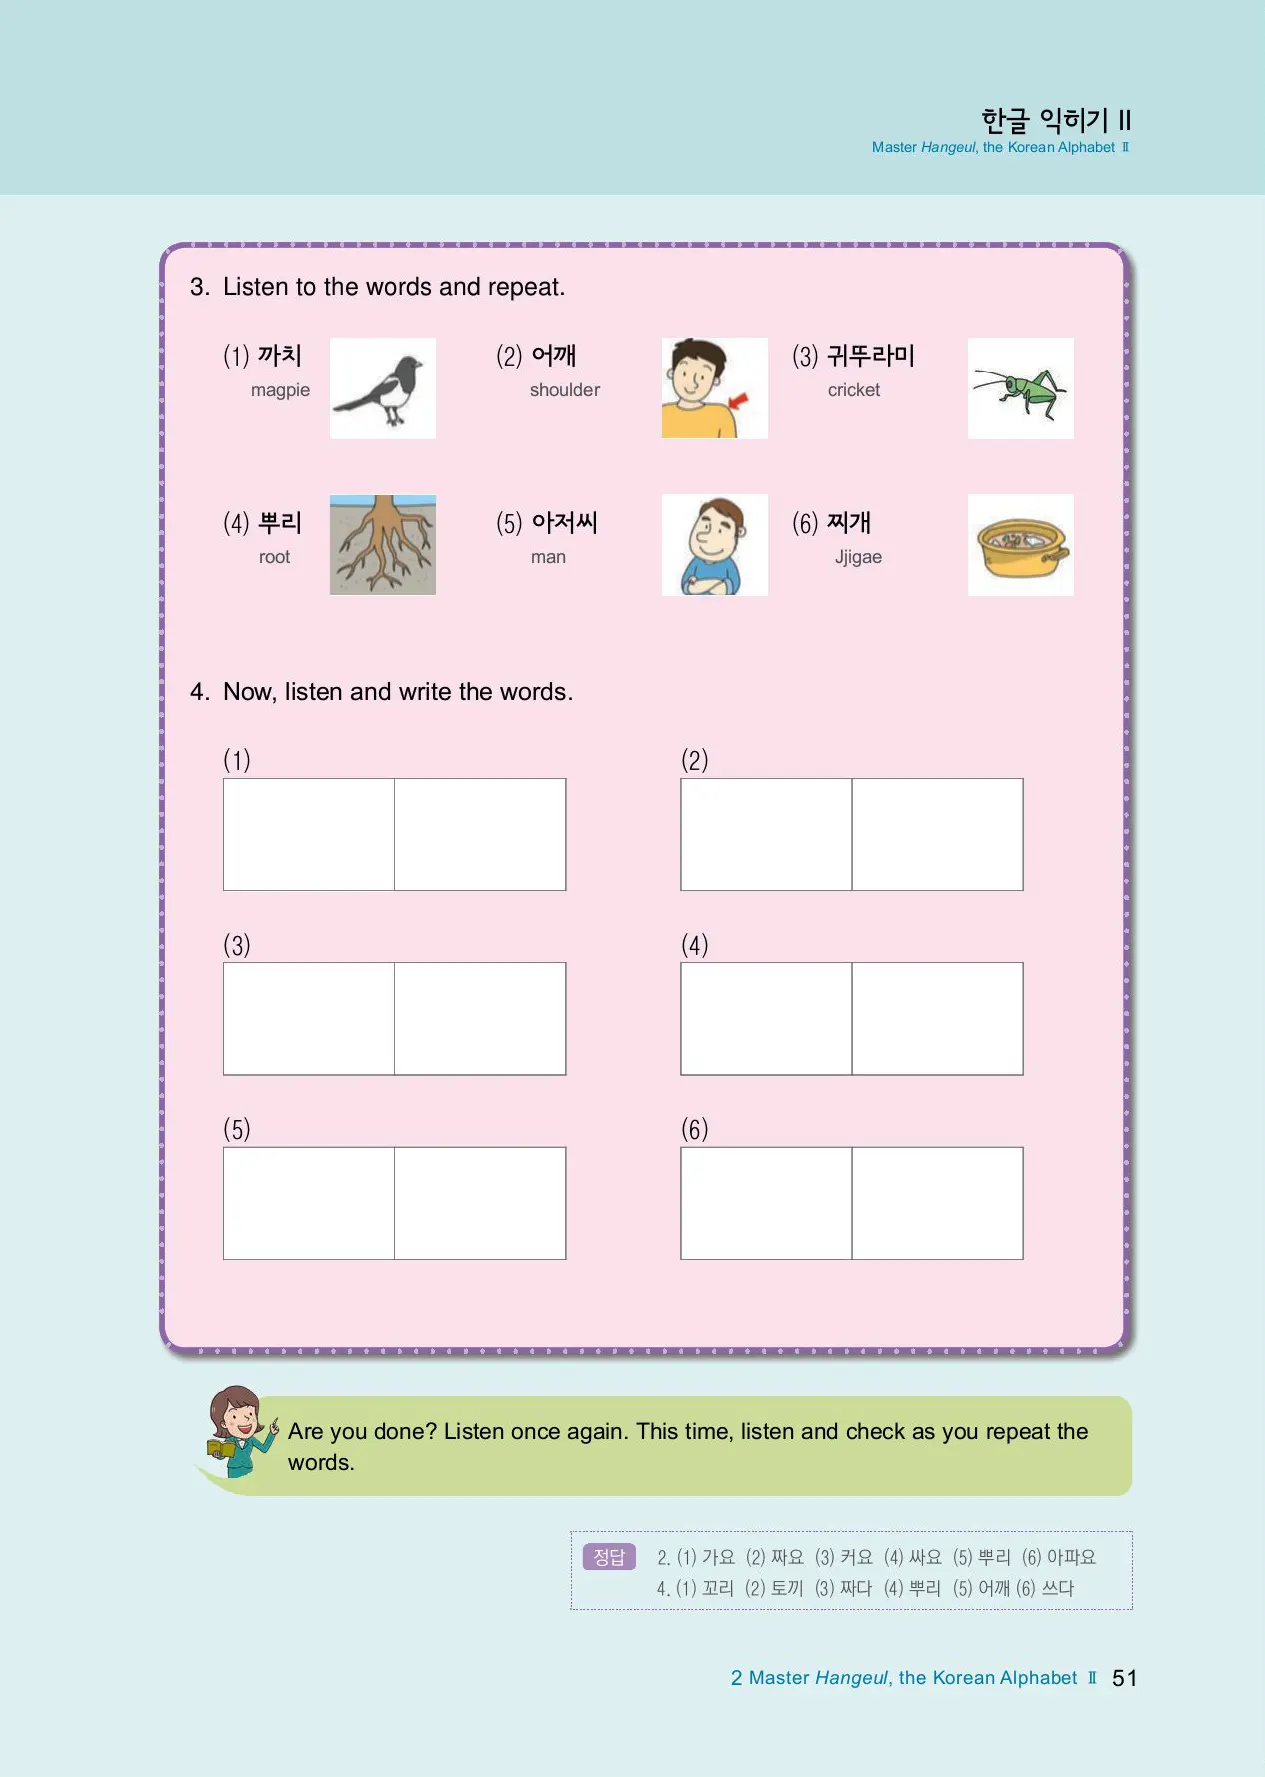 한글 익히기 II
Master Hangeul, the Korean Alphabet Ⅱ
3. Listen to the words and repeat.
(1) 까치 (2) 어깨 (3) 귀뚜라미
magpie shoulder cricket
(4) 뿌리 (5) 아저씨 (6) 찌개
root man Jjigae
4. Now, listen and write the words.
(1) (2)
(3) (4)
(5) (6)
Are you done? Listen once again. This time, listen and check as you repeat the
words.
정답 2. (1) 가요 (2) 짜요 (3) 커요 (4) 싸요 (5) 뿌리 (6) 아파요
4. (1) 꼬리 (2) 토끼 (3) 짜다 (4) 뿌리 (5) 어깨 (6) 쓰다
2 Master Hangeul, the Korean Alphabet Ⅱ 51